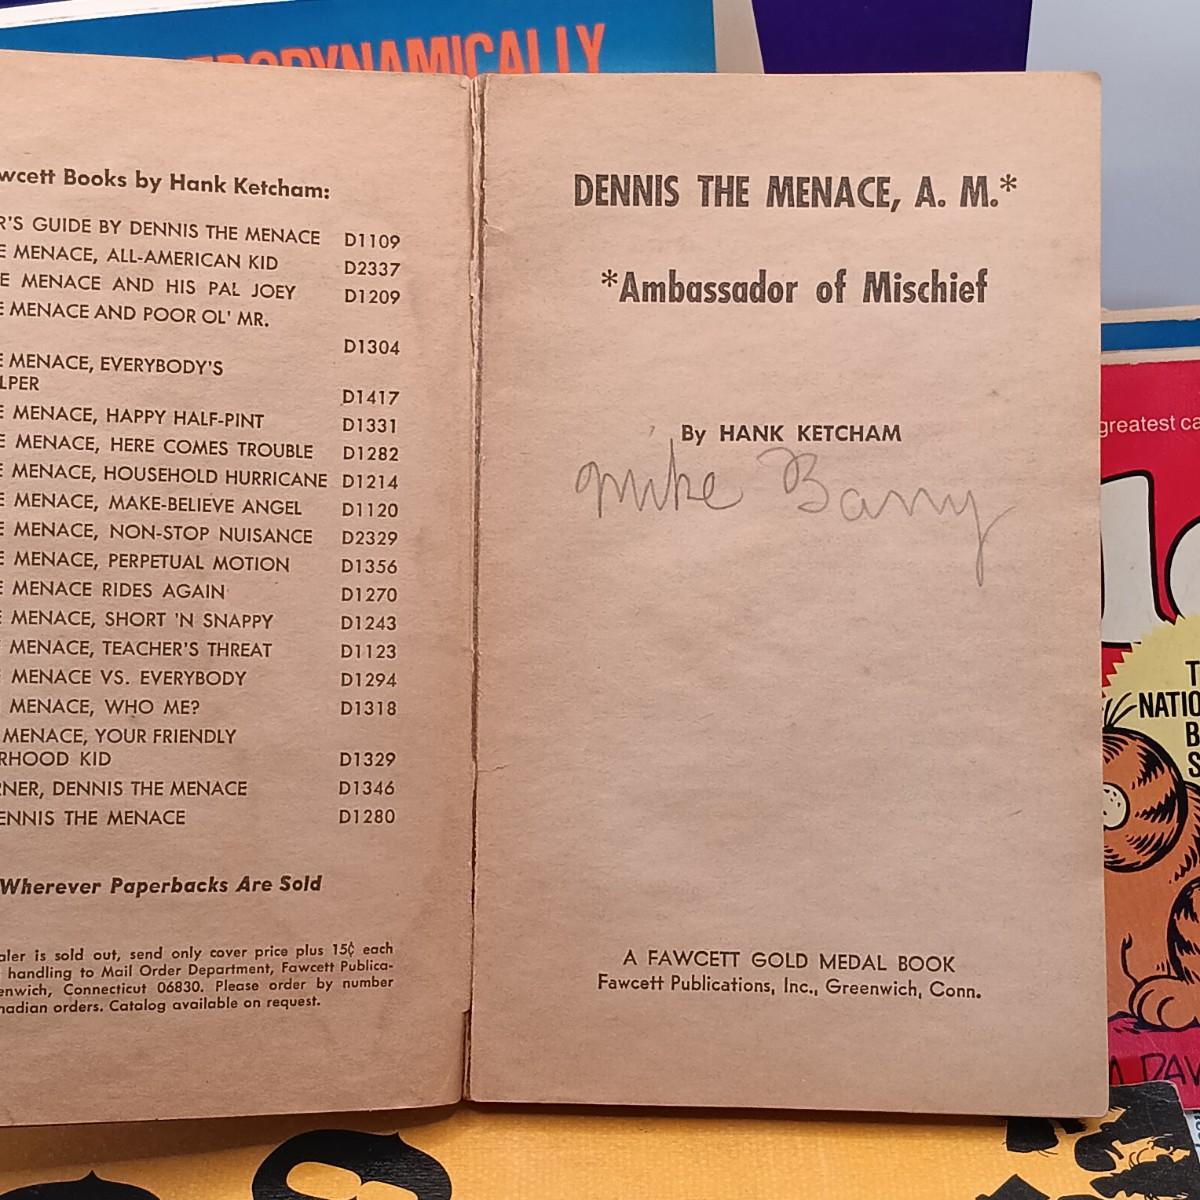 ERODYNAMICALLY
wcett Books by Hank Ketcham:
R'S GUIDE BY DENNIS THE MENACE D1109
E MENACE, ALL-AMERICAN KID D2337
E MENACE AND HIS PAL JOEY D1209
E MENACE AND POOR OL' MR.
D1304
E MENACE, EVERYBODY'S
LPER D1417
E MENACE, HAPPY HALF-PINT D1331
E MENACE, HERE COMES TROUBLE D1282
E MENACE, HOUSEHOLD HURRICANE D1214
E MENACE, MAKE-BELIEVE ANGEL D1120
E MENACE, NON-STOP NUISANCE D2329
E MENACE, PERPETUAL MOTION D1356
E MENACE RIDES AGAIN D1270
E MENACE, SHORT 'N SNAPPY D1243
MENACE, TEACHER'S THREAT D1123
MENACE VS. EVERYBODY D1294
MENACE, WHO ME? D1318
MENACE, YOUR FRIENDLY
RHOOD KID D1329
RNER, DENNIS THE MENACE D1346
ENNIS THE MENACE D1280
Wherever Paperbacks Are Sold
aler is sold out, send only cover price plus 15¢ each
handling to Mail Order Department, Fawcett Publica-
enwich, Connecticut 06830. Please order by number
nadian orders. Catalog available on request.
DENNIS THE MENACE, A. M.*
*Ambassador of Mischief
By HANK KETCHAM
Mike Barry
A FAWCETT GOLD MEDAL BOOK
Fawcett Publications, Inc., Greenwich, Conn.
greatest ca
T
NATIO
B
S
M DAV